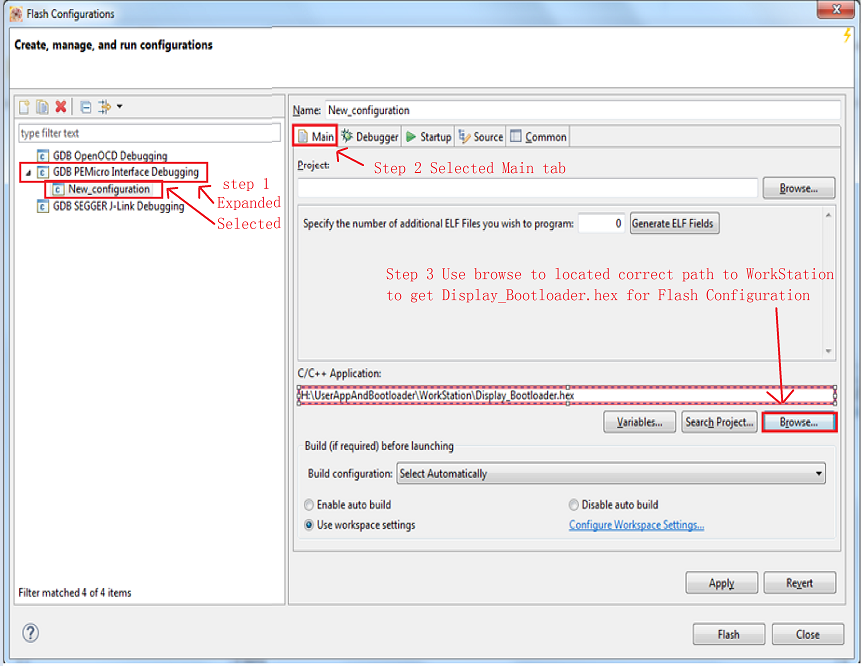 Flash Configurations
Create, manage, and run configurations
type filter text
GDB OpenOCD Debugging
GDB PEMicro Interface Debugging
New_configuration
GDB SEGGER J-Link Debugging
step 1
Expanded
Selected
Filter matched 4 of 4 items
Name: New_configuration
Main Debugger Startup Source Common
Step 2 Selected Main tab
Project:
Browse...
Specify the number of additional ELF Files you wish to program: 0 Generate ELF Fields
Step 3 Use browse to located correct path to WorkStation
to get Display_Bootloader.hex for Flash Configuration
C/C++ Application:
H:\UserAppAndBootloader\WorkStation\Display_Bootloader.hex
Variables... Search Project... Browse...
Build (if required) before launching
Build configuration: Select Automatically
Enable auto build Disable auto build
Use workspace settings Configure Workspace Settings...
Apply Revert
Flash Close